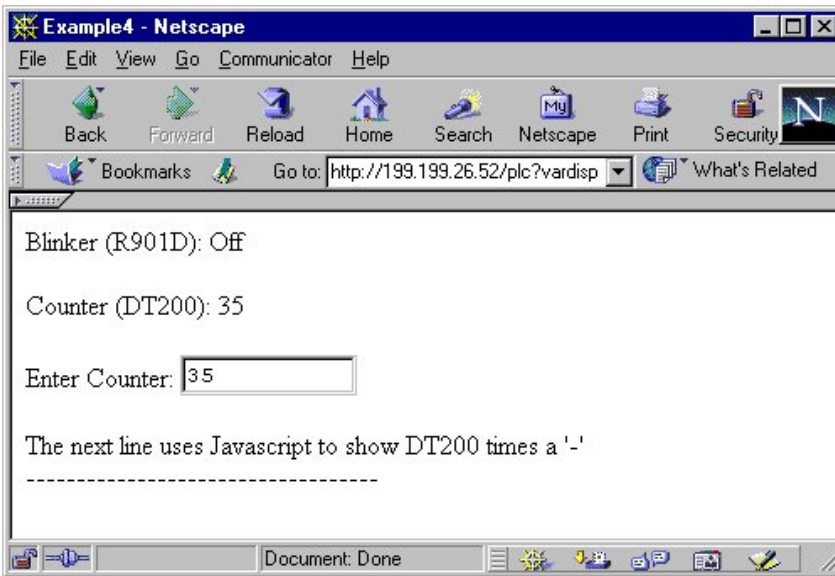 Example4 - Netscape
File Edit View Go Communicator Help
Back Forward Reload Home Search Netscape Print Security
My
N
Bookmarks Go to: http://199.199.26.52/plc?vardisp What's Related
Blinker (R901D): Off
Counter (DT200): 35
Enter Counter: 35
The next line uses Javascript to show DT200 times a '-'
-----------------------------------
Document: Done